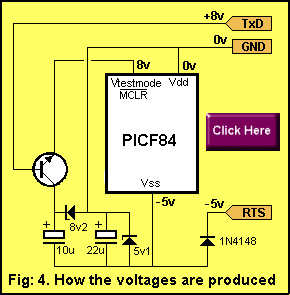 +8v TxD
8v 0v 0v GND
Vtestmode Vdd
MCLR
PICF84
Click Here
Vss
-5v -5v RTS
+ 8v2 +
10u 22u 5v1 1N4148
Fig: 4. How the voltages are produced